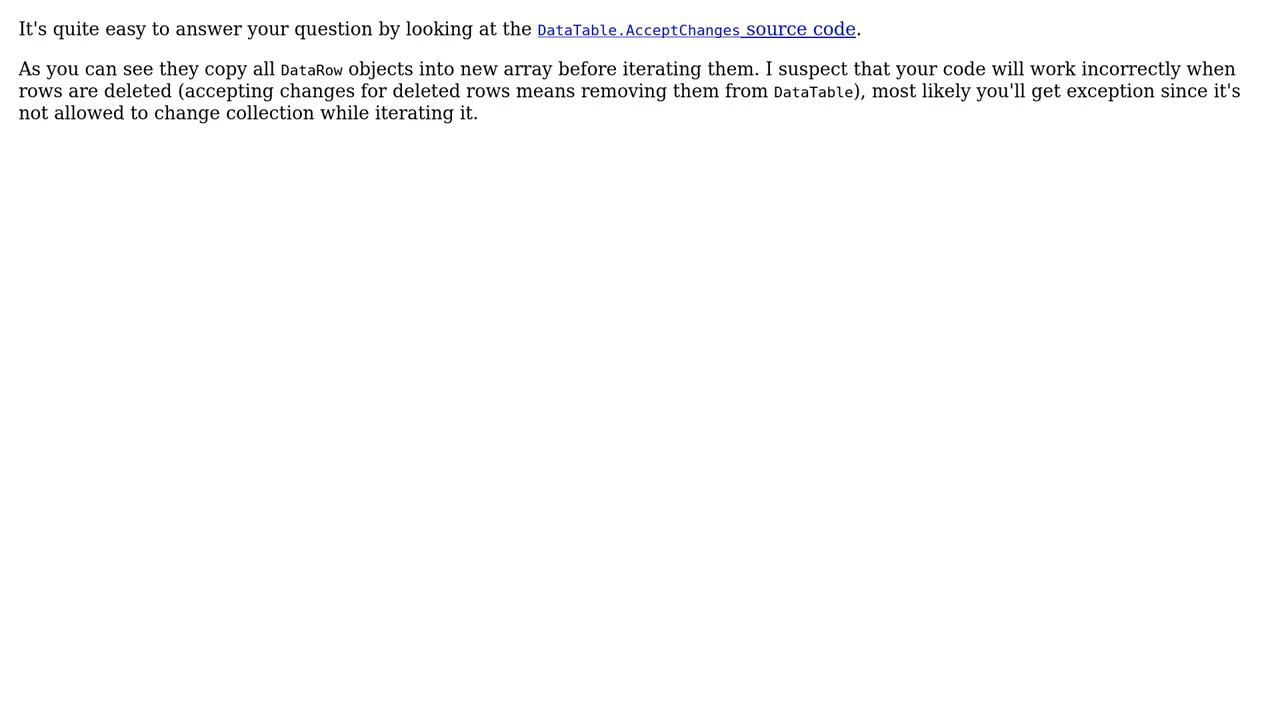 It's quite easy to answer your question by looking at the DataTable.AcceptChanges source code.
As you can see they copy all DataRow objects into new array before iterating them. I suspect that your code will work incorrectly when
rows are deleted (accepting changes for deleted rows means removing them from DataTable), most likely you'll get exception since it's
not allowed to change collection while iterating it.